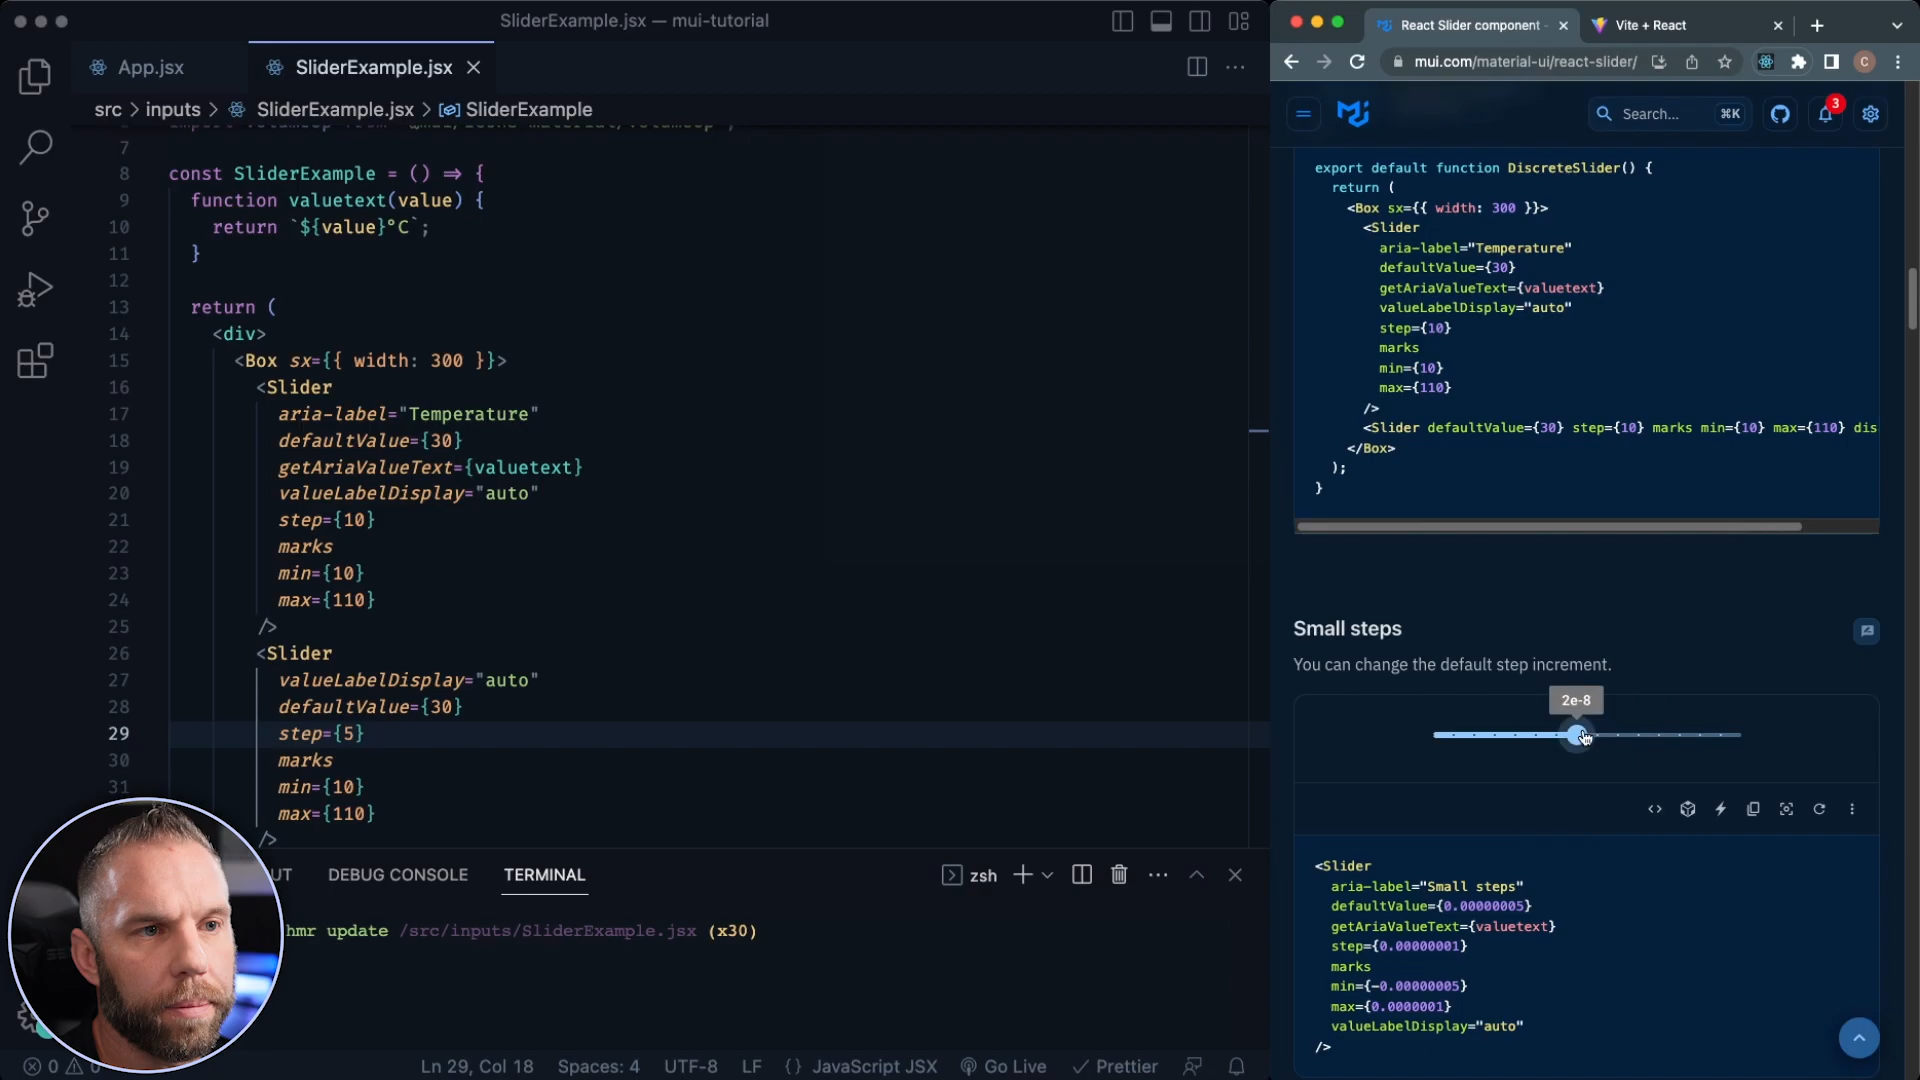 SliderExample.jsx — mui-tutorial
App.jsx
SliderExample.jsx
src > inputs > SliderExample.jsx > SliderExample
7
8 const SliderExample = () ⇒ {
9 function valuetext(value) {
10 return `${value}°C`;
11 }
12
13 return (
14 <div>
15 <Box sx={{ width: 300 }}>
16 <Slider
17 aria-label="Temperature"
18 defaultValue={30}
19 getAriaValueText={valuetext}
20 valueLabelDisplay="auto"
21 step={10}
22 marks
23 min={10}
24 max={110}
25 />
26 <Slider
27 valueLabelDisplay="auto"
28 defaultValue={30}
29 step={5}
30 marks
31 min={10}
max={110}
/>
UT DEBUG CONSOLE TERMINAL
zsh
hmr update /src/inputs/SliderExample.jsx (x30)
0
Ln 29, Col 18 Spaces: 4 UTF-8 LF {} JavaScript JSX Go Live Prettier
React Slider component -
Vite + React
mui.com/material-ui/react-slider/
C
Search... ⌘K
3
export default function DiscreteSlider() {
return (
<Box sx={{ width: 300 }}>
<Slider
aria-label="Temperature"
defaultValue={30}
getAriaValueText={valuetext}
valueLabelDisplay="auto"
step={10}
marks
min={10}
max={110}
/>
<Slider defaultValue={30} step={10} marks min={10} max={110} dis
</Box>
);
}
Small steps
You can change the default step increment.
2e-8
<Slider
aria-label="Small steps"
defaultValue={0.00000005}
getAriaValueText={valuetext}
step={0.00000001}
marks
min={-0.00000005}
max={0.0000001}
valueLabelDisplay="auto"
/>